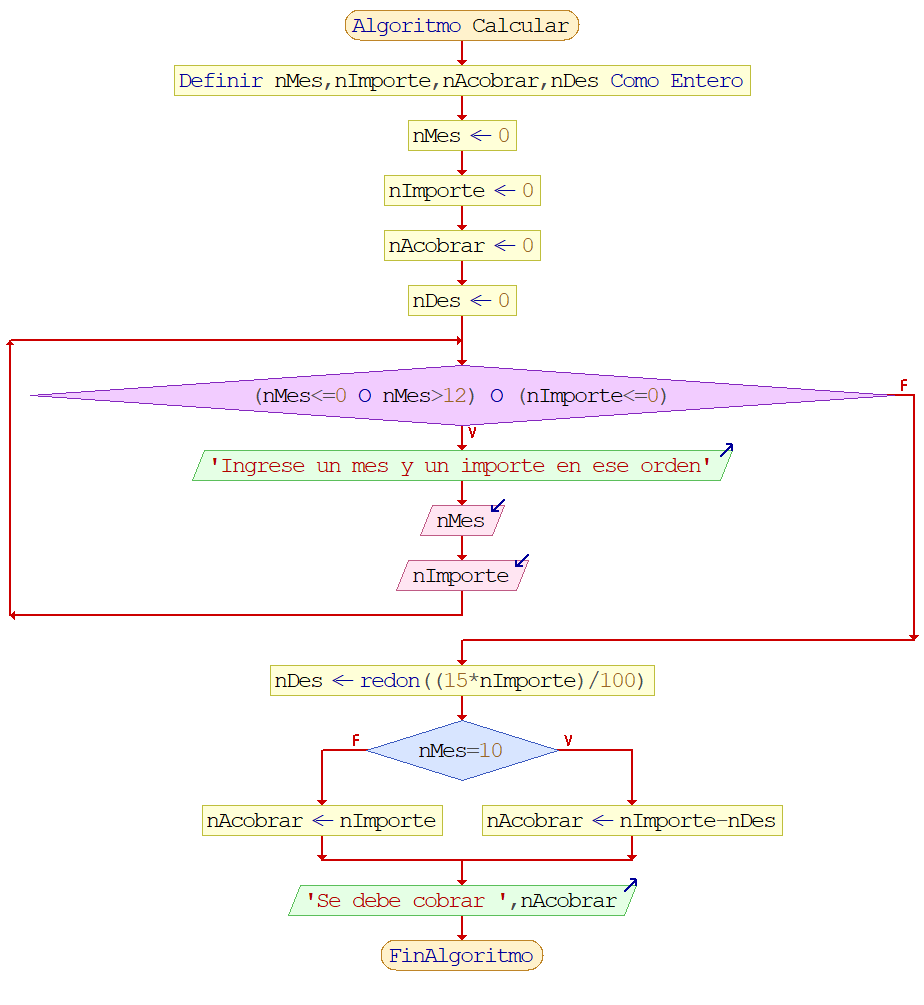 Algoritmo Calcular
Definir nMes,nImporte,nAcobrar,nDes Como Entero
nMes ← 0
nImporte ← 0
nAcobrar ← 0
nDes ← 0
(nMes<=0 O nMes>12) O (nImporte<=0)
F
V
'Ingrese un mes y un importe en ese orden'
nMes
nImporte
nDes ← redon((15*nImporte)/100)
F
nMes=10
V
nAcobrar ← nImporte
nAcobrar ← nImporte-nDes
'Se debe cobrar ',nAcobrar
FinAlgoritmo